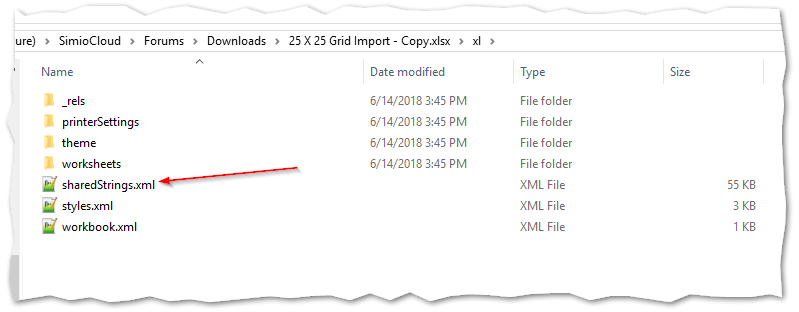 ure) > SimioCloud > Forums > Downloads > 25 X 25 Grid Import - Copy.xlsx > xl >
Name Date modified Type Size
_rels 6/14/2018 3:45 PM File folder
printerSettings 6/14/2018 3:45 PM File folder
theme 6/14/2018 3:45 PM File folder
worksheets 6/14/2018 3:45 PM File folder
sharedStrings.xml XML File 55 KB
styles.xml XML File 3 KB
workbook.xml XML File 1 KB